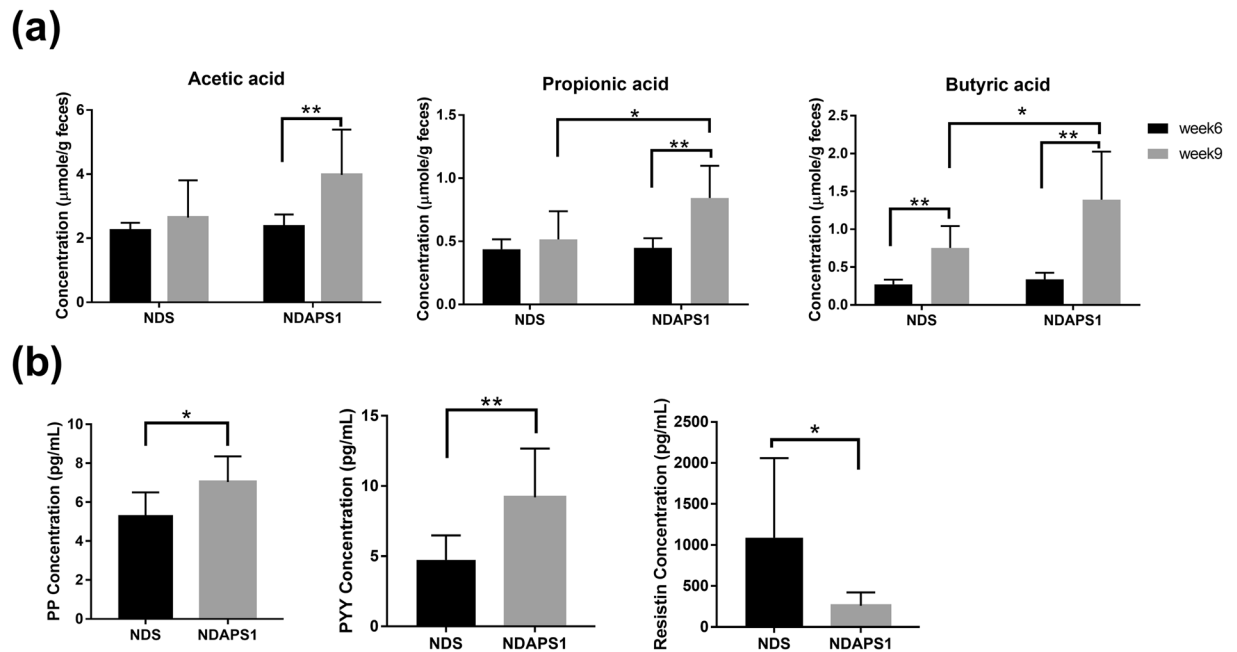 (a)
Acetic acid
Concentration (μmole/g feces)
6
4
2
0
**
NDS
NDAPS1
Propionic acid
Concentration (μmole/g feces)
1.5
1.0
0.5
0.0
*
**
NDS
NDAPS1
Butyric acid
Concentration (μmole/g feces)
2.5
2.0
1.5
1.0
0.5
0.0
**
*
**
NDS
NDAPS1
week6
week9
(b)
PP Concentration (pg/mL)
10
8
6
4
2
0
*
NDS
NDAPS1
PYY Concentration (pg/mL)
15
10
5
0
**
NDS
NDAPS1
Resistin Concentration (pg/mL)
2500
2000
1500
1000
500
0
*
NDS
NDAPS1